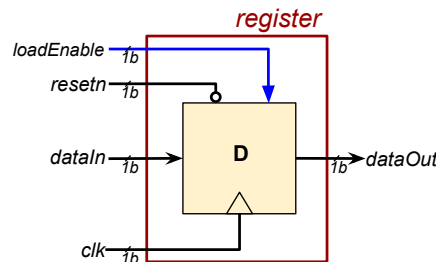 register
loadEnable 1b
resetn 1b
dataIn 1b
D
1b dataOut
clk 1b